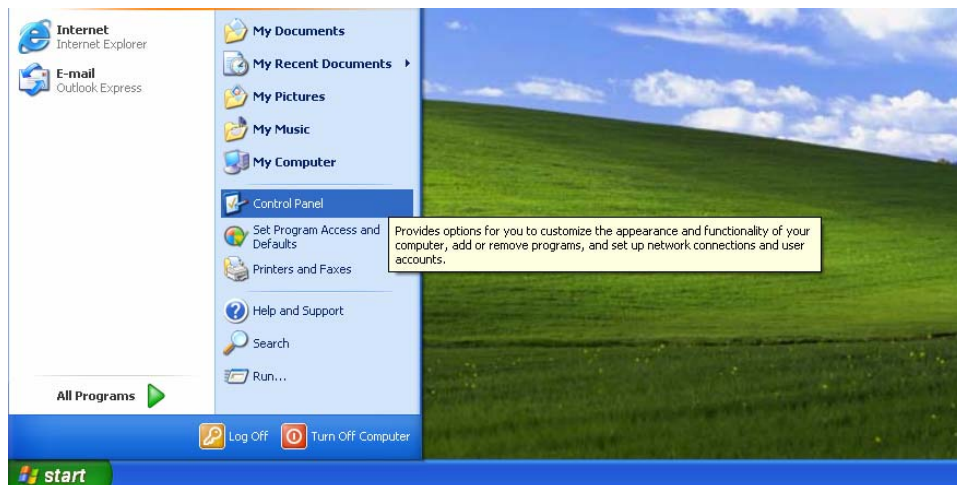 Internet
Internet Explorer
E-mail
Outlook Express
All Programs
My Documents
My Recent Documents
My Pictures
My Music
My Computer
Control Panel
Set Program Access and
Defaults
Printers and Faxes
Help and Support
Search
Run...
Provides options for you to customize the appearance and functionality of your
computer, add or remove programs, and set up network connections and user
accounts.
Log Off
Turn Off Computer
start